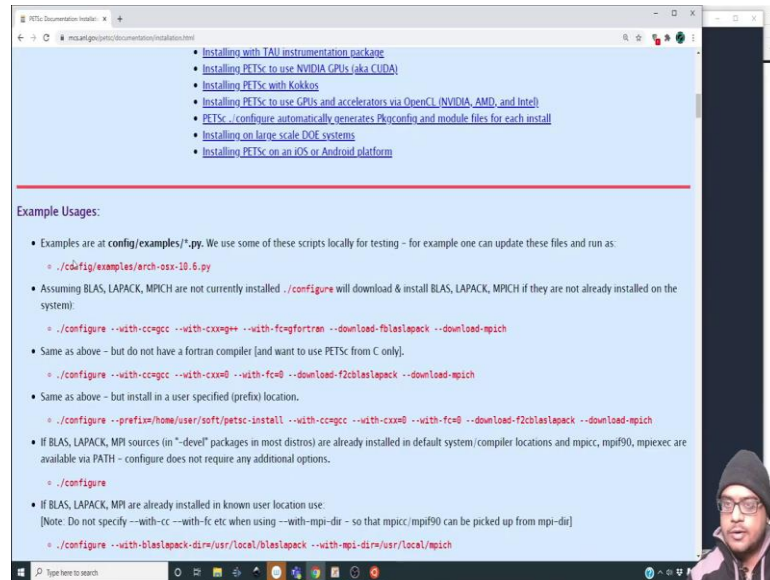 PETSc: Documentation: Installati
mcs.anl.gov/petsc/documentation/installation.html
• Installing with TAU instrumentation package
• Installing PETSc to use NVIDIA GPUs (aka CUDA)
• Installing PETSc with Kokkos
• Installing PETSc to use GPUs and accelerators via OpenCL (NVIDIA, AMD, and Intel)
• PETSc ./configure automatically generates Pkgconfig and module files for each install
• Installing on large scale DOE systems
• Installing PETSc on an iOS or Android platform
Example Usages:
• Examples are at config/examples/*.py. We use some of these scripts locally for testing - for example one can update these files and run as:
./config/examples/arch-osx-10.6.py
• Assuming BLAS, LAPACK, MPICH are not currently installed ./configure will download & install BLAS, LAPACK, MPICH if they are not already installed on the
system):
./configure --with-cc=gcc --with-cxx=g++ --with-fc=gfortran --download-fblaslapack --download-mpich
• Same as above - but do not have a fortran compiler [and want to use PETSc from C only].
./configure --with-cc=gcc --with-cxx=0 --with-fc=0 --download-f2cblaslapack --download-mpich
• Same as above - but install in a user specified (prefix) location.
./configure --prefix=/home/user/soft/petsc-install --with-cc=gcc --with-cxx=0 --with-fc=0 --download-f2cblaslapack --download-mpich
• If BLAS, LAPACK, MPI sources (in "-devel" packages in most distros) are already installed in default system/compiler locations and mpicc, mpif90, mpiexec are
available via PATH - configure does not require any additional options.
./configure
• If BLAS, LAPACK, MPI are already installed in known user location use:
[Note: Do not specify --with-cc --with-fc etc when using --with-mpi-dir - so that mpicc/mpif90 can be picked up from mpi-dir]
./configure --with-blaslapack-dir=/usr/local/blaslapack --with-mpi-dir=/usr/local/mpich
Type here to search